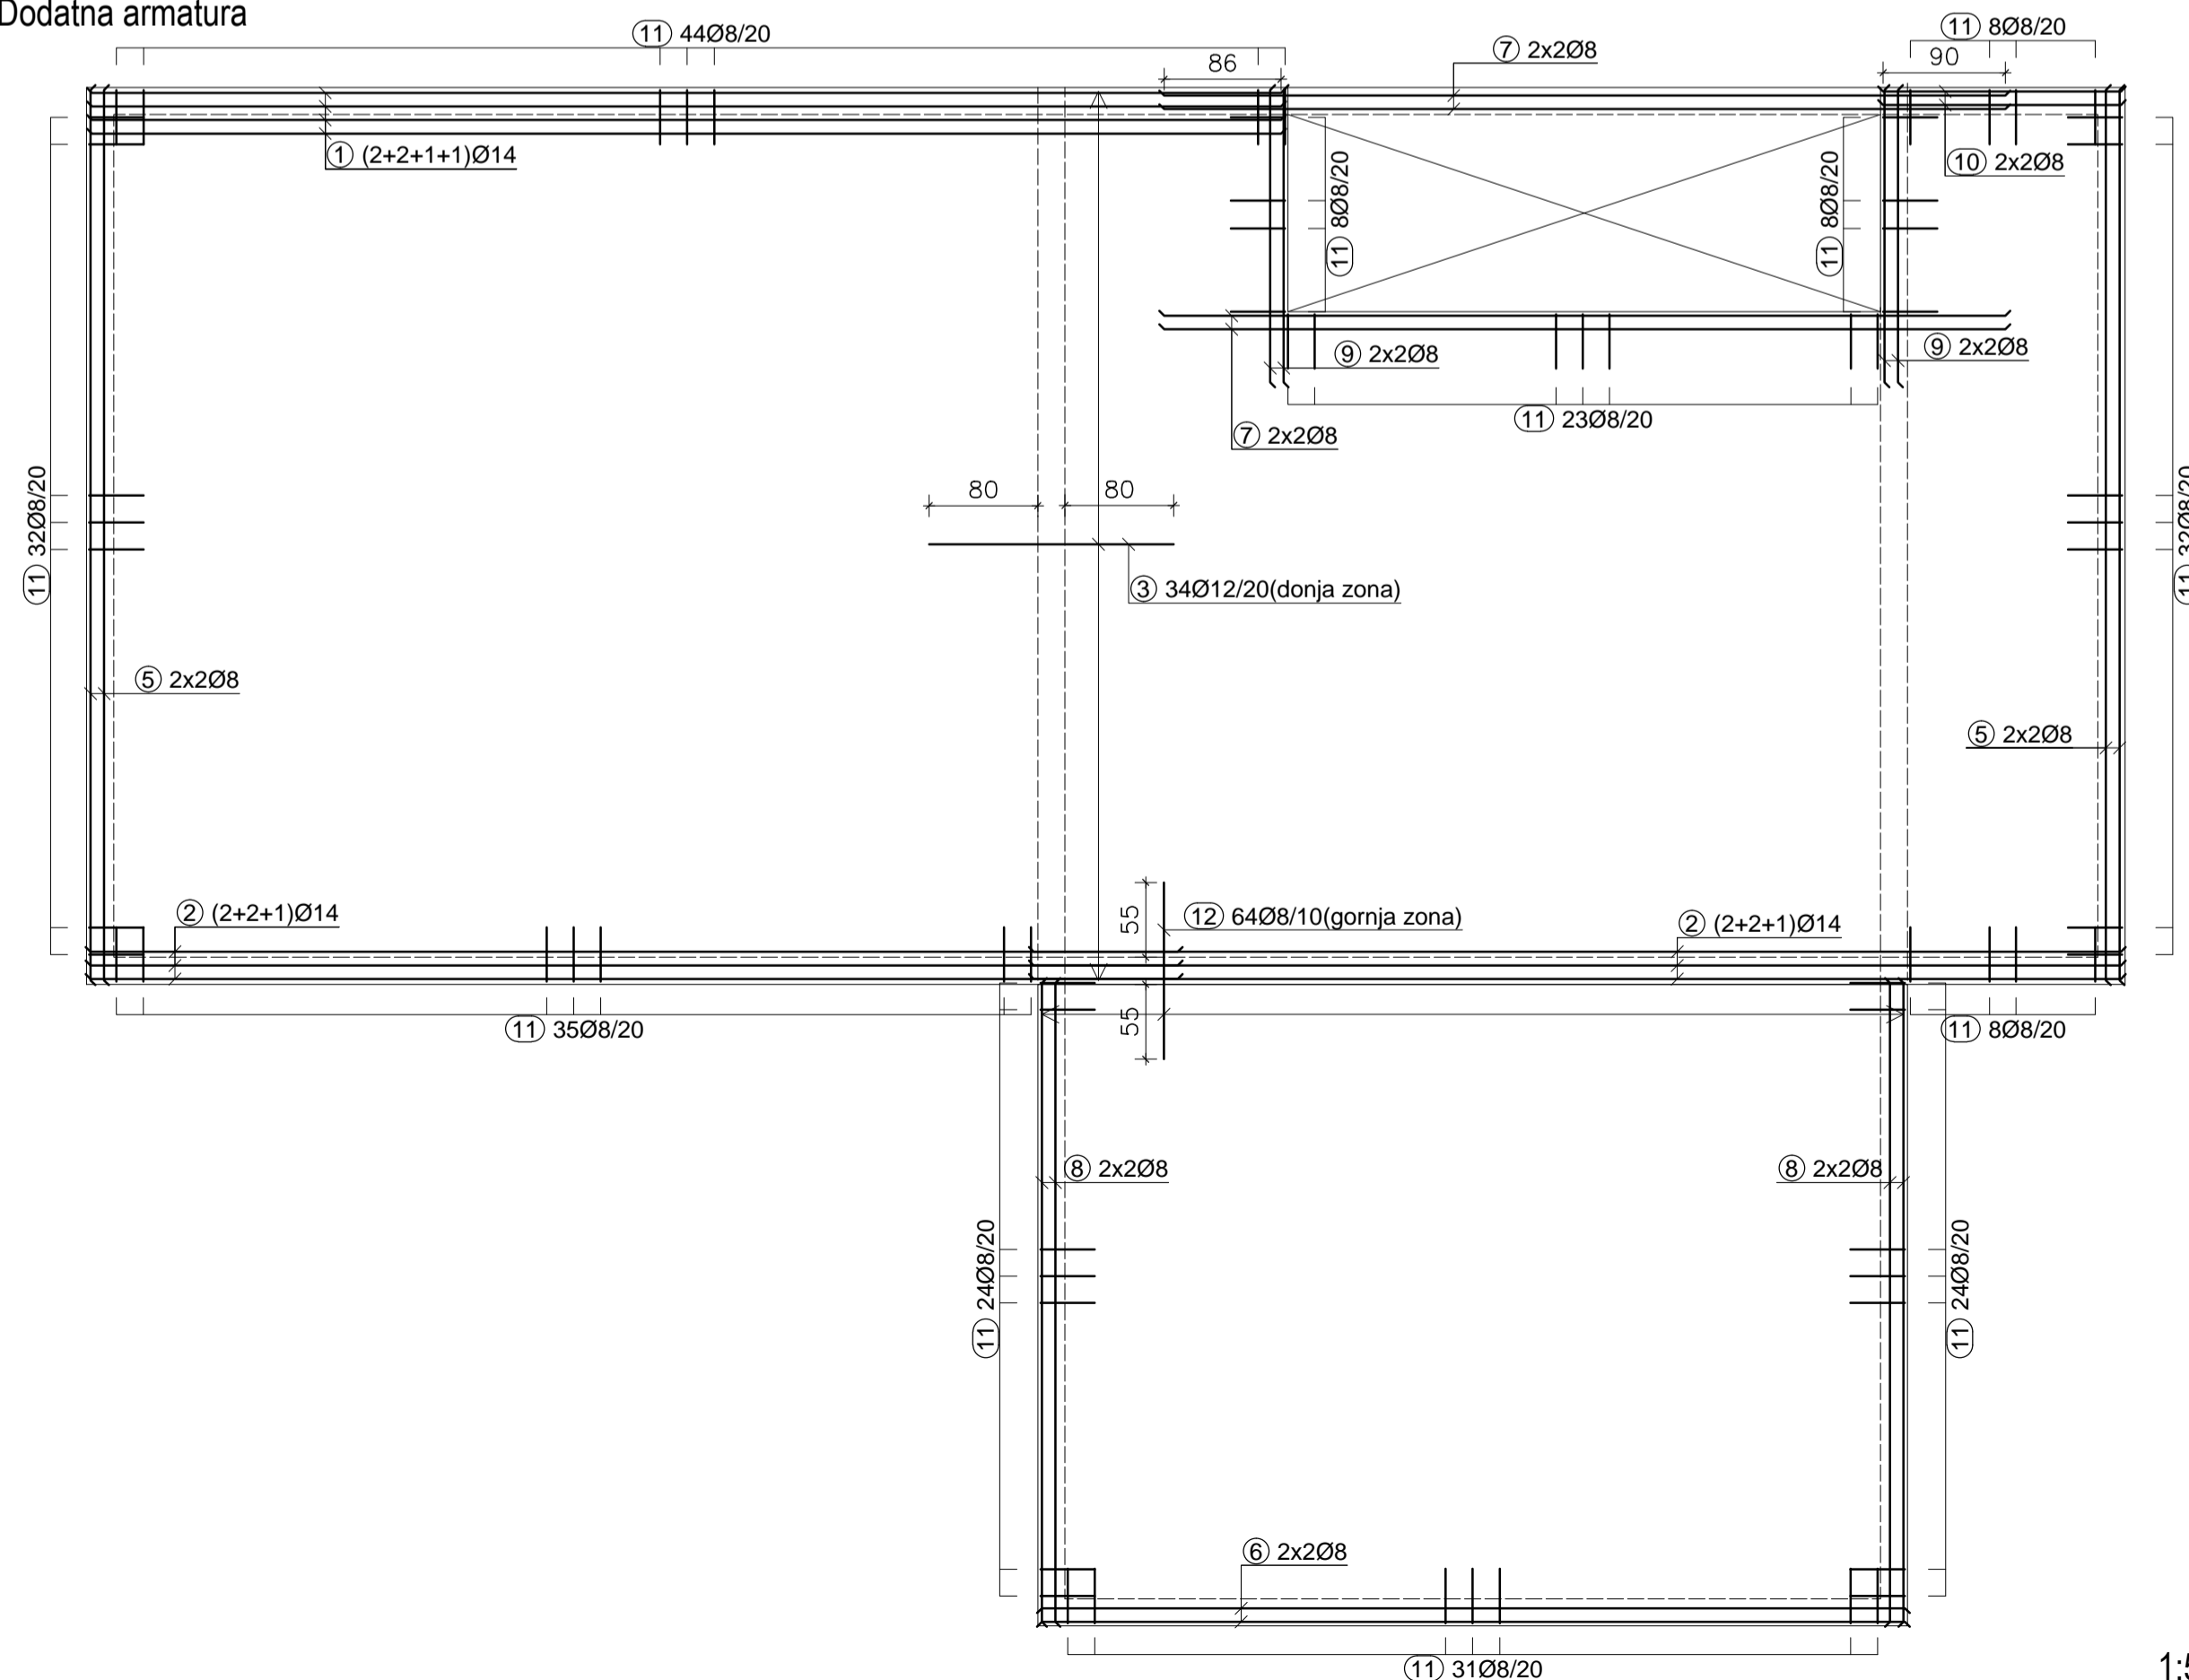 Dodatna armatura
11 44Ø8/20
11 8Ø8/20
7 2x2Ø8
86
90
1 (2+2+1+1)Ø14
10 2x2Ø8
11 8Ø8/20
11 8Ø8/20
9 2x2Ø8
9 2x2Ø8
11 23Ø8/20
7 2x2Ø8
80
80
11 32Ø8/20
11 32Ø8/20
3 34Ø12/20(donja zona)
5 2x2Ø8
5 2x2Ø8
2 (2+2+1)Ø14
55
12 64Ø8/10(gornja zona)
2 (2+2+1)Ø14
11 35Ø8/20
55
11 8Ø8/20
8 2x2Ø8
8 2x2Ø8
11 24Ø8/20
11 24Ø8/20
6 2x2Ø8
11 31Ø8/20